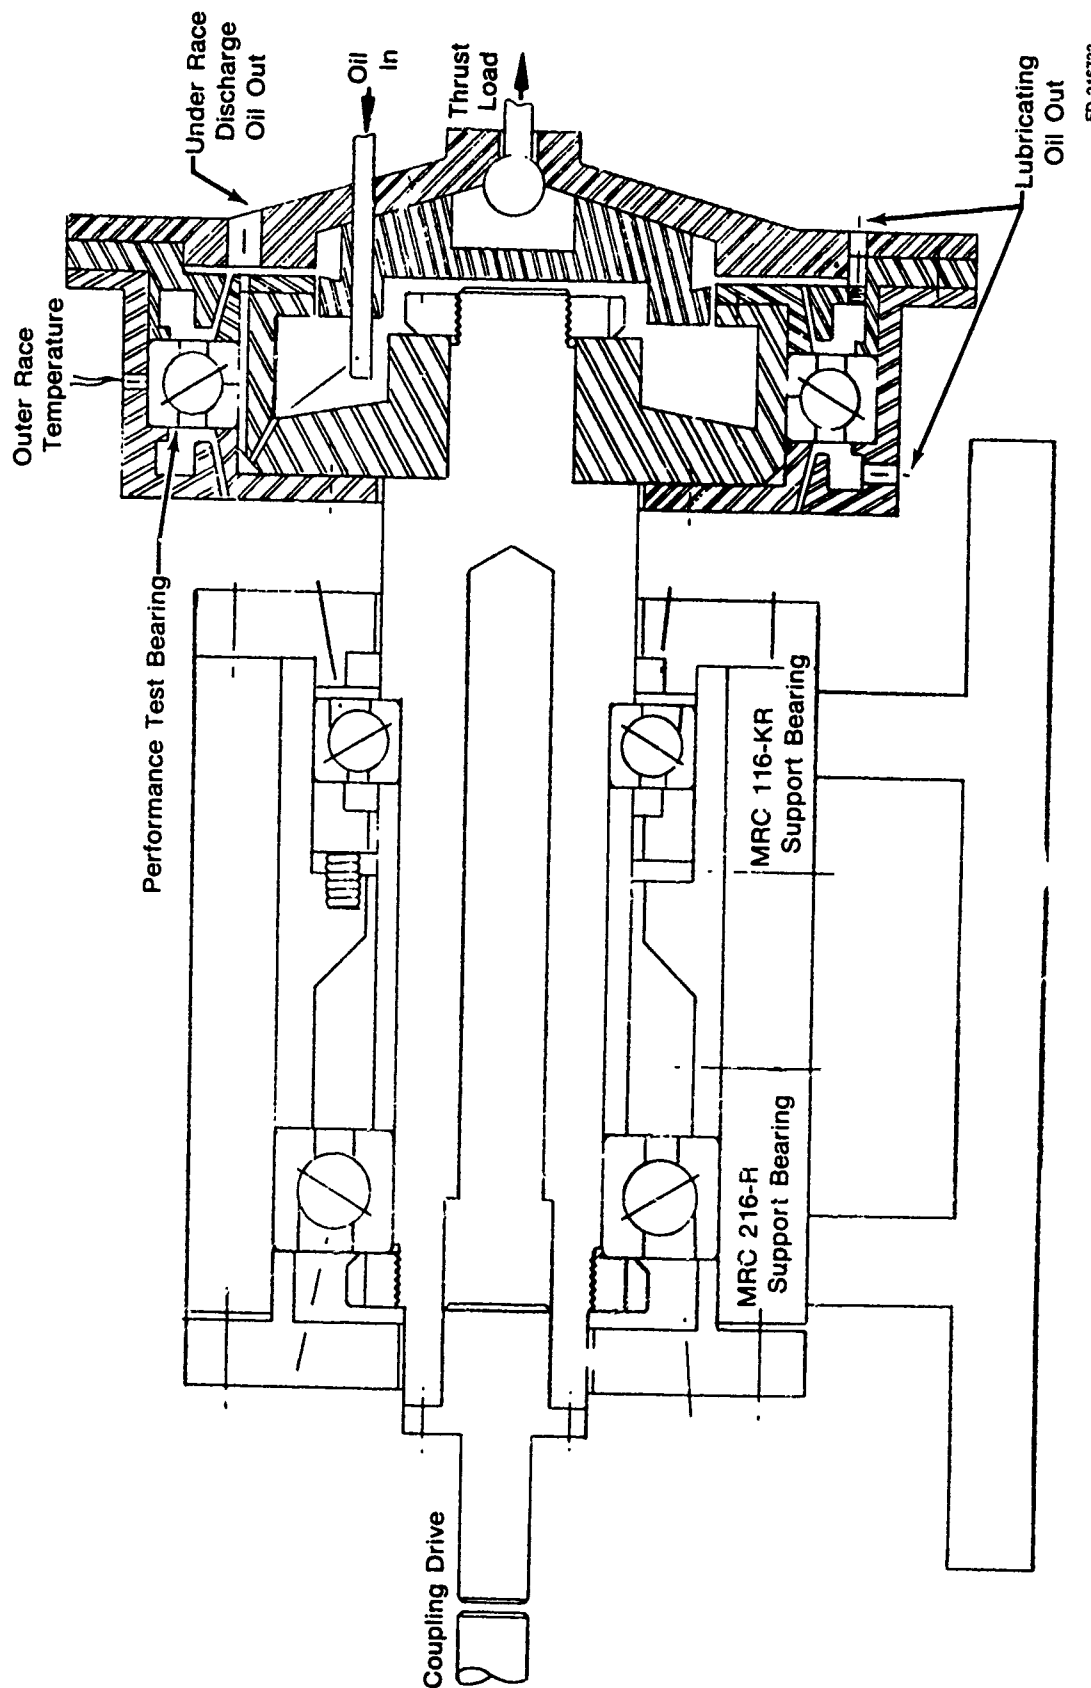 Outer Race
Temperature
Under Race
Discharge
Oil Out
Oil
In
Thrust
Load
Performance Test Bearing
Lubricating
Oil Out
MRC 116-KR
Support Bearing
MRC 216-R
Support Bearing
Coupling Drive